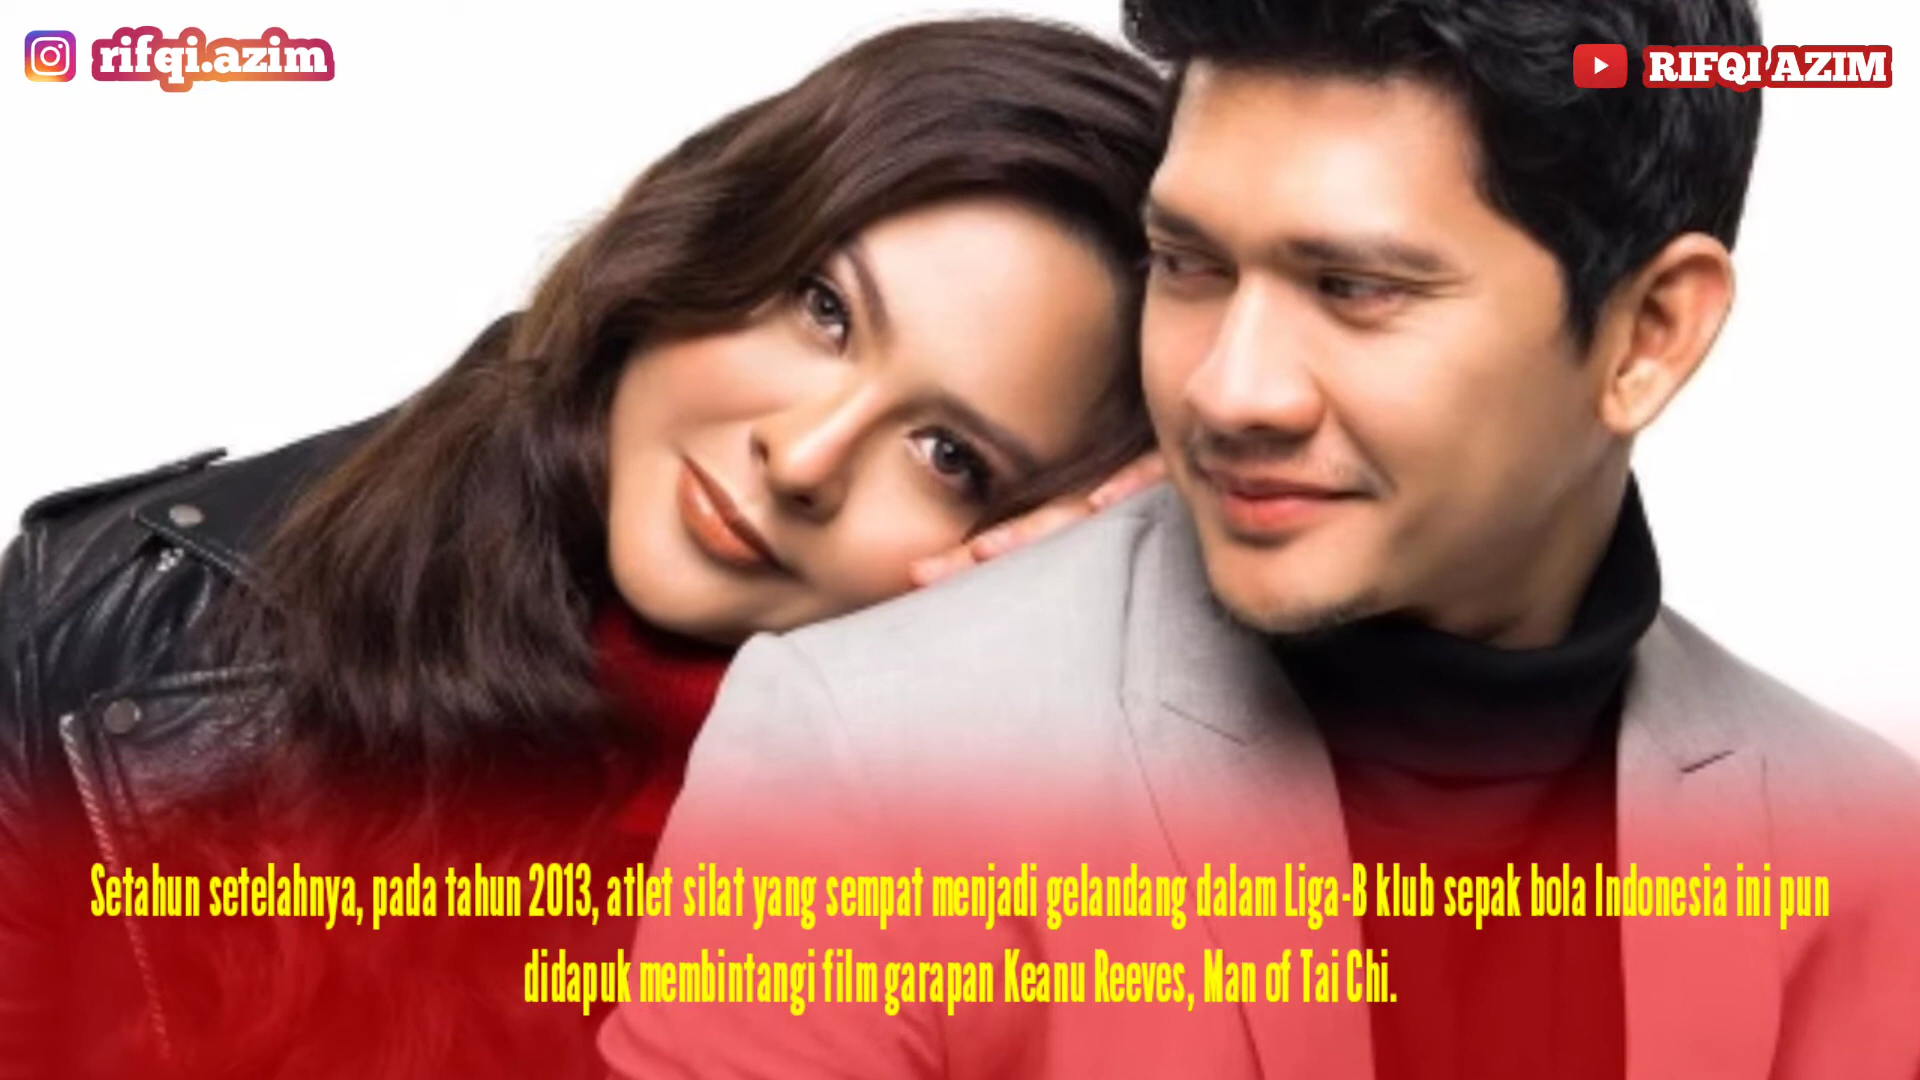 rifqi.azim
RIFQI AZIM
Setahun setelahnya, pada tahun 2013, atlet silat yang sempat menjadi gelandang dalam Liga-B klub sepak bola Indonesia ini pun
didapuk membintangi film garapan Keanu Reeves, Man of Tai Chi.